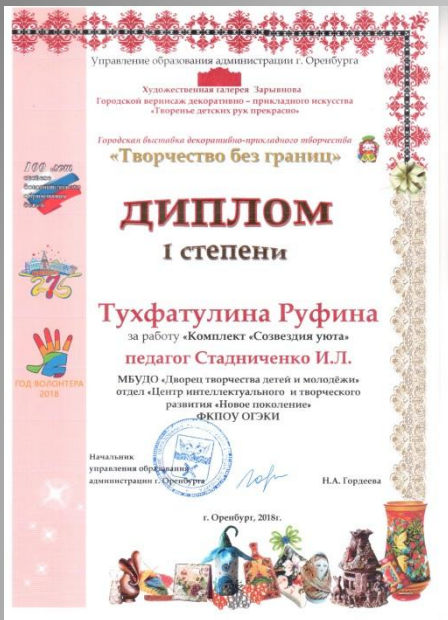 Управление образования администрации г. Оренбурга
Художественная галерея Зарывнова
Городской вернисаж декоративно – прикладного искусства
«Творенье детских рук прекрасно»
Городская выставка декоративно-прикладного творчества
«Творчество без границ»
100 лет
диплом
I степени
275
ГОД ВОЛОНТЕРА
2018
Тухфатулина Руфина
за работу «Комплект «Созвездия уюта»
педагог Стадниченко И.Л.
МБУДО «Дворец творчества детей и молодёжи»
отдел «Центр интеллектуального и творческого
развития «Новое поколение»
ФКПОУ ОГЭКИ
Начальник
управления образования
администрации г. Оренбурга
Н.А. Гордеева
г. Оренбург, 2018г.